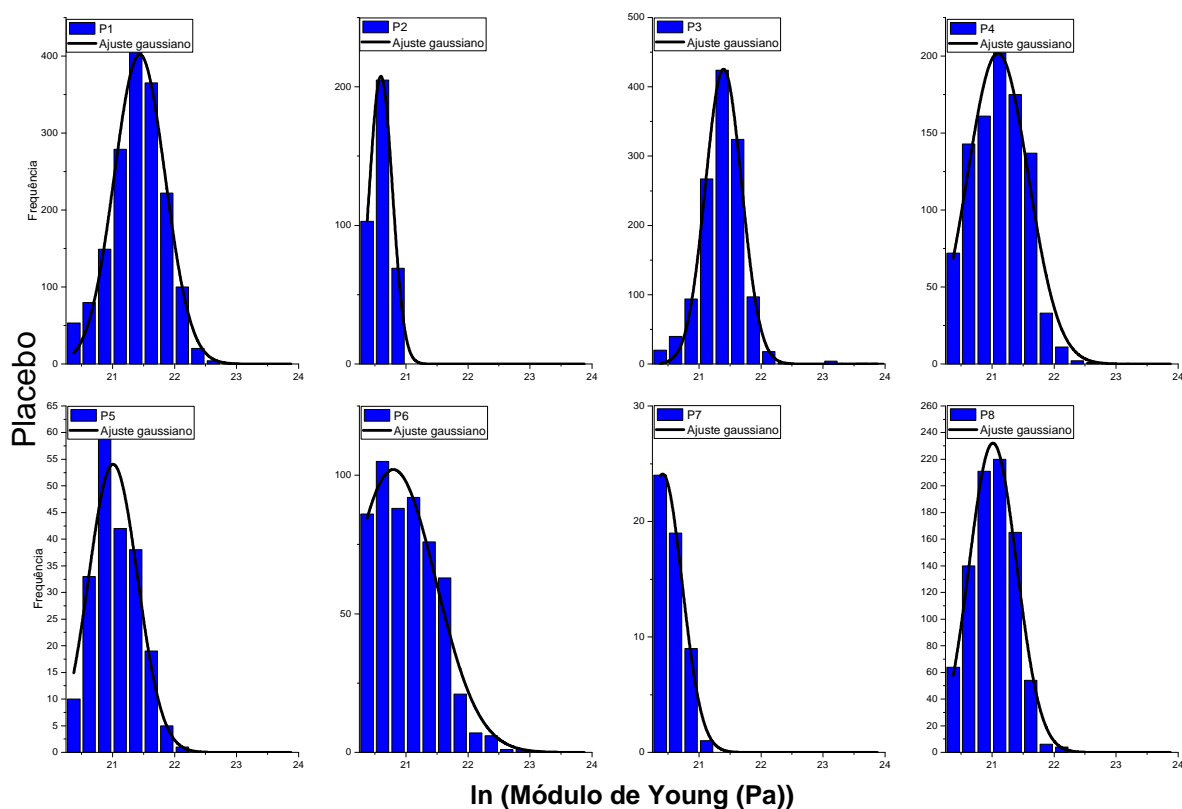 P1
Ajuste gaussiano
400
300
200
100
0
Frequência
21 22 23 24
P2
Ajuste gaussiano
200
100
0
21 22 23 24
P3
Ajuste gaussiano
500
400
300
200
100
0
21 22 23 24
P4
Ajuste gaussiano
200
150
100
50
0
21 22 23 24
Placebo
P5
Ajuste gaussiano
65
60
55
50
45
40
35
30
25
20
15
10
5
0
Frequência
21 22 23 24
P6
Ajuste gaussiano
100
50
0
21 22 23 24
P7
Ajuste gaussiano
30
20
10
0
21 22 23 24
P8
Ajuste gaussiano
260
240
220
200
180
160
140
120
100
80
60
40
20
0
21 22 23 24
ln (Módulo de Young (Pa))